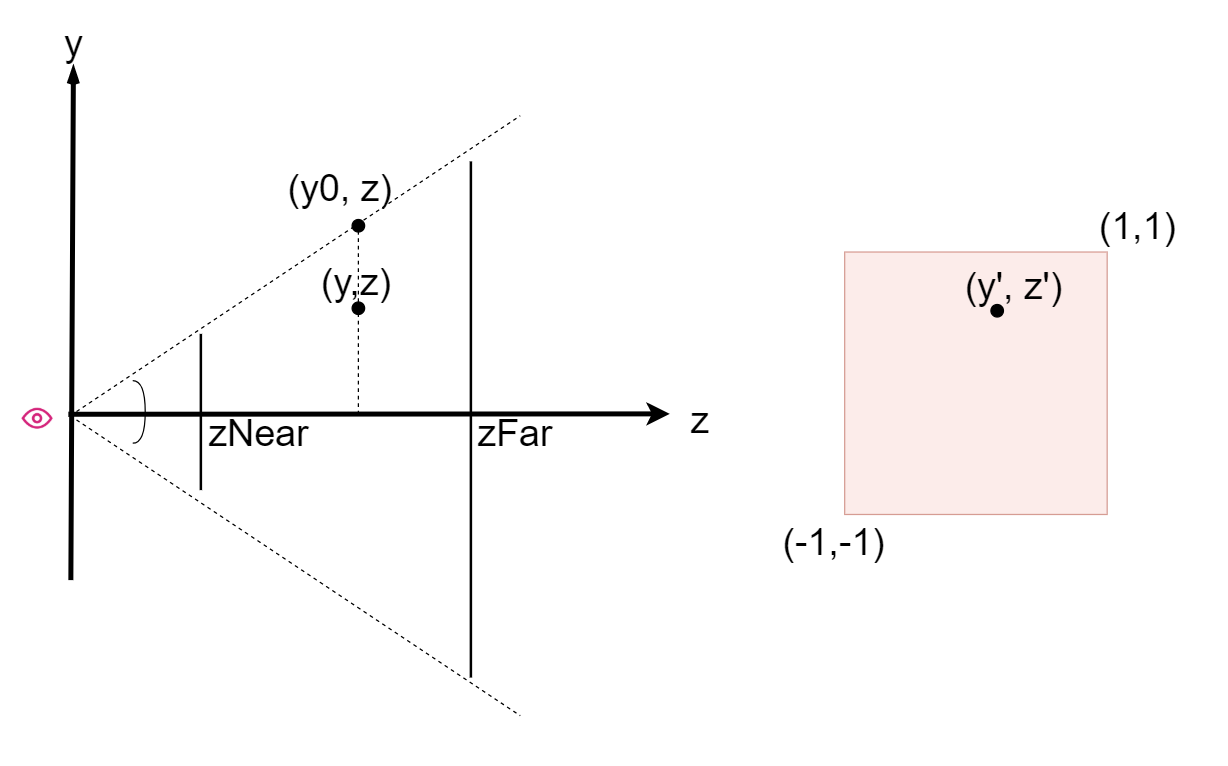 y
(y0, z)
(y,z)
zNear
zFar
z
(1,1)
(y', z')
(-1,-1)